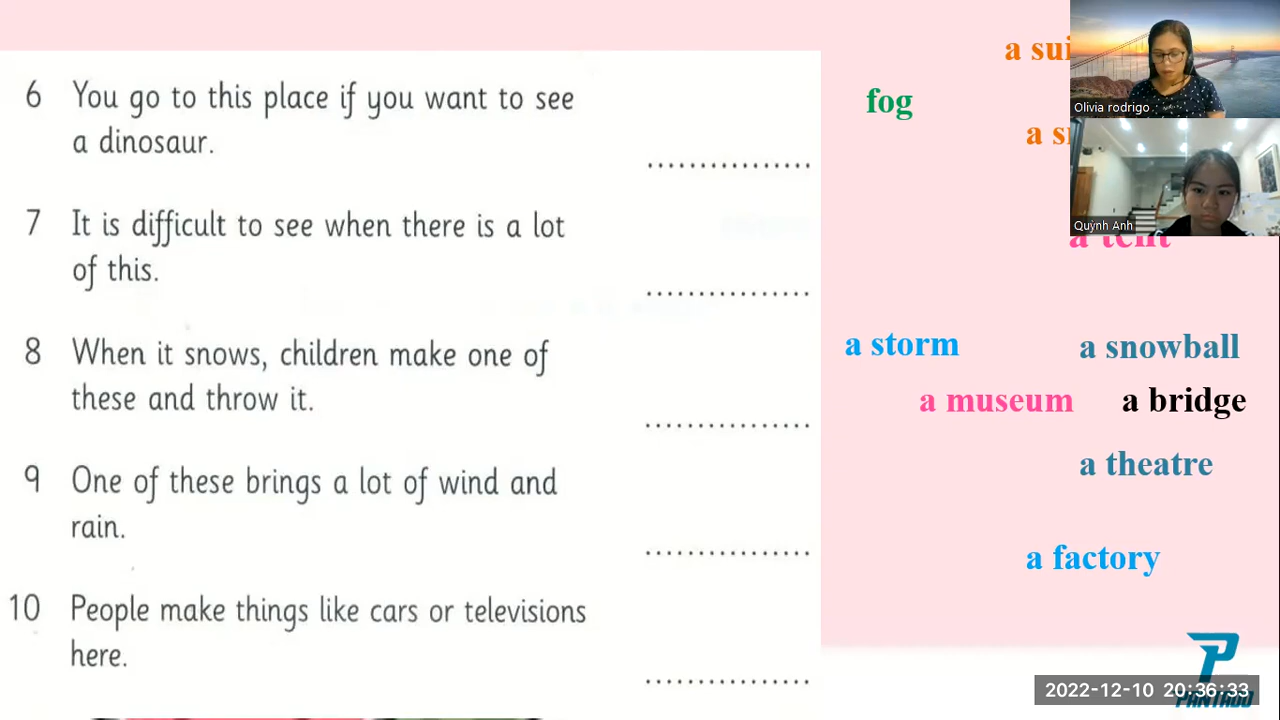 6 You go to this place if you want to see
a dinosaur. ................
7 It is difficult to see when there is a lot
of this. ................
8 When it snows, children make one of
these and throw it. ................
9 One of these brings a lot of wind and
rain. ................
10 People make things like cars or televisions
here. ................
a
fog
a
a tent
a storm
a snowball
a museum
a bridge
a theatre
a factory
Olivia rodrigo
Quỳnh Anh
2022-12-10 20:36:33
PANTADO